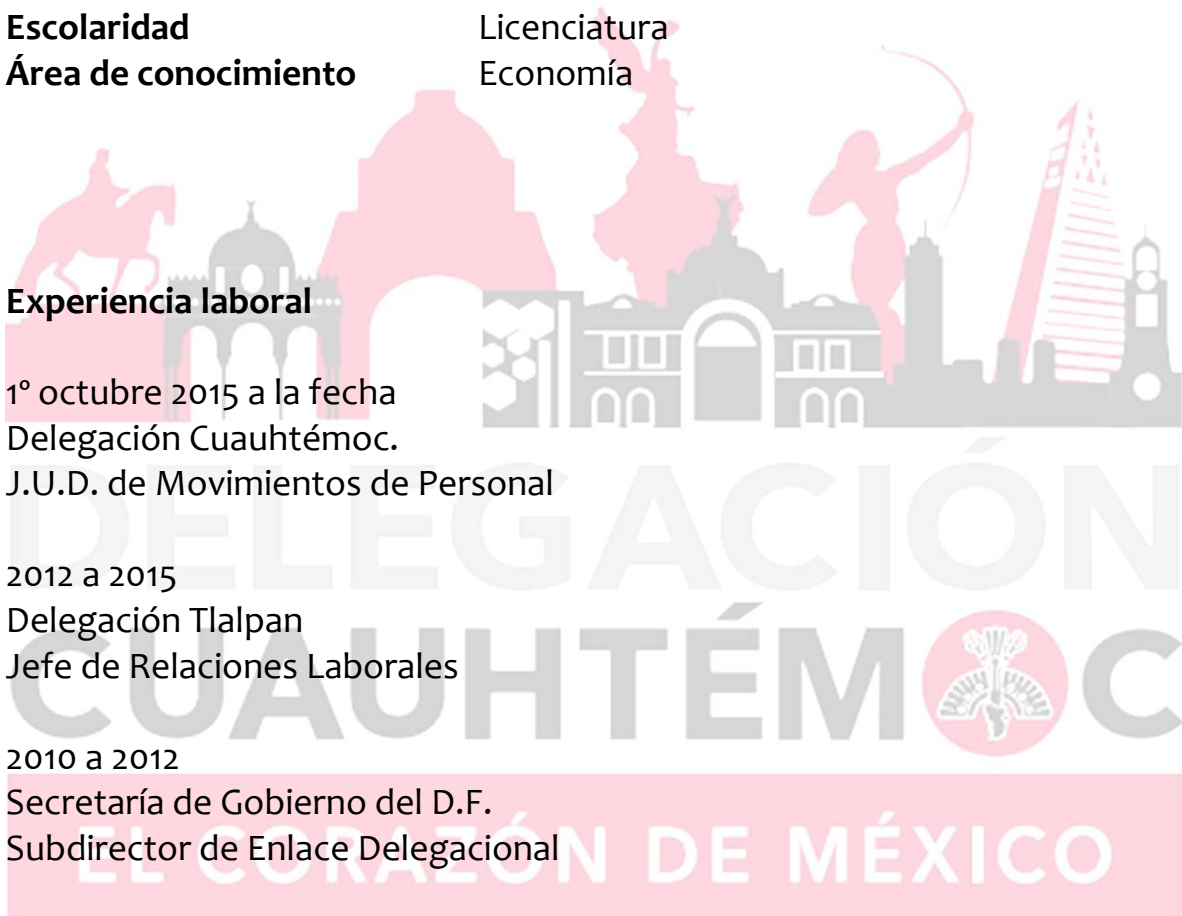 Escolaridad Licenciatura
Área de conocimiento Economía
Experiencia laboral
1º octubre 2015 a la fecha
Delegación Cuauhtémoc.
J.U.D. de Movimientos de Personal
DELEGACIÓN
2012 a 2015
Delegación Tlalpan
CUAUHTÉMOC
Jefe de Relaciones Laborales
2010 a 2012
Secretaría de Gobierno del D.F.
Subdirector de Enlace Delegacional
EL CORAZÓN DE MÉXICO